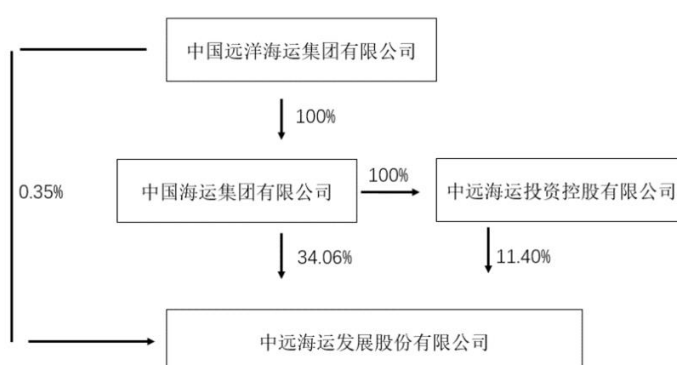 中国远洋海运集团有限公司
100%
0.35%
中国海运集团有限公司
100%
中远海运投资控股有限公司
34.06%
11.40%
中远海运发展股份有限公司